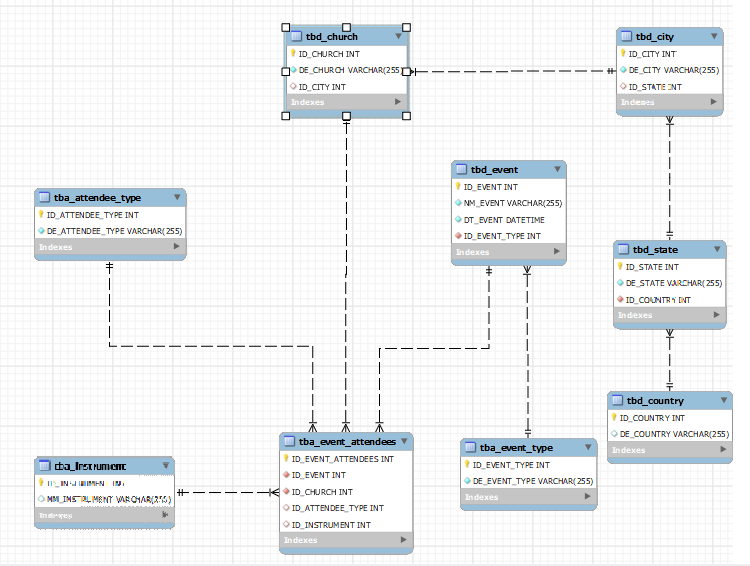 tbd_church
ID_CHURCH INT
DE_CHURCH VARCHAR(255)
ID_CITY INT
Indexes
tbd_city
ID_CITY INT
DE_CITY VARCHAR(255)
ID_STATE INT
Indexes
tbd_event
ID_EVENT INT
NM_EVENT VARCHAR(255)
DT_EVENT DATETIME
ID_EVENT_TYPE INT
Indexes
tba_attendee_type
ID_ATTENDEE_TYPE INT
DE_ATTENDEE_TYPE VARCHAR(255)
Indexes
tbd_state
ID_STATE INT
DE_STATE VARCHAR(255)
ID_COUNTRY INT
Indexes
tbd_country
ID_COUNTRY INT
DE_COUNTRY VARCHAR(255)
Indexes
tba_event_attendees
ID_EVENT_ATTENDEES INT
ID_EVENT INT
ID_CHURCH INT
ID_ATTENDEE_TYPE INT
ID_INSTRUMENT INT
Indexes
tba_event_type
ID_EVENT_TYPE INT
DE_EVENT_TYPE VARCHAR(255)
Indexes
tba_instrument
ID_INSTRUMENT INT
NM_INSTRUMENT VARCHAR(255)
Indexes